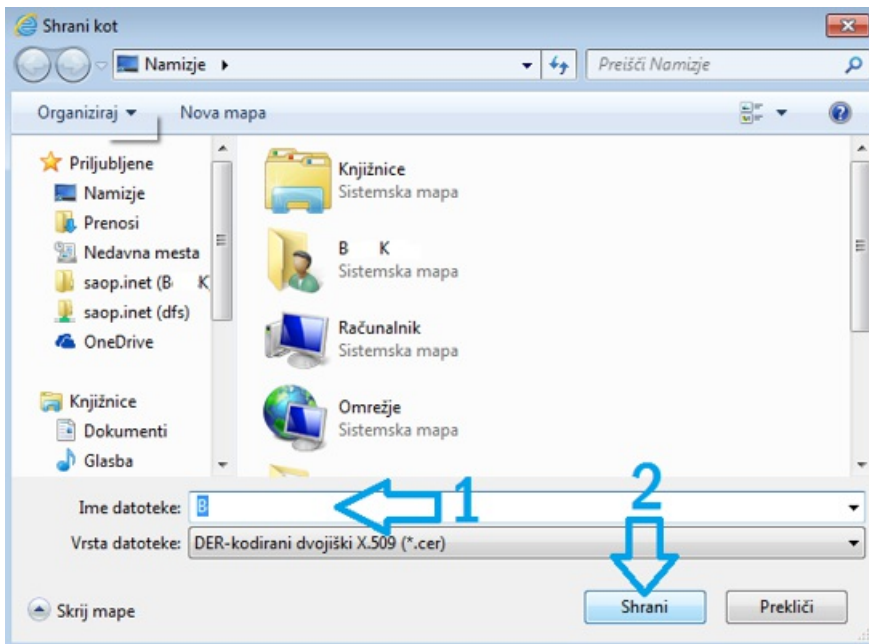 Shrani kot
Namizje
Preišči Namizje
Organiziraj
Nova mapa
Priljubljene
Namizje
Prenosi
Nedavna mesta
saop.inet (B K
saop.inet (dfs)
OneDrive
Knjižnice
Dokumenti
Glasba
Knjižnice
Sistemska mapa
B K
Sistemska mapa
Računalnik
Sistemska mapa
Omrežje
Sistemska mapa
Ime datoteke: B
1
Vrsta datoteke: DER-kodirani dvojiški X.509 (*.cer)
2
Skrij mape
Shrani
Prekliči